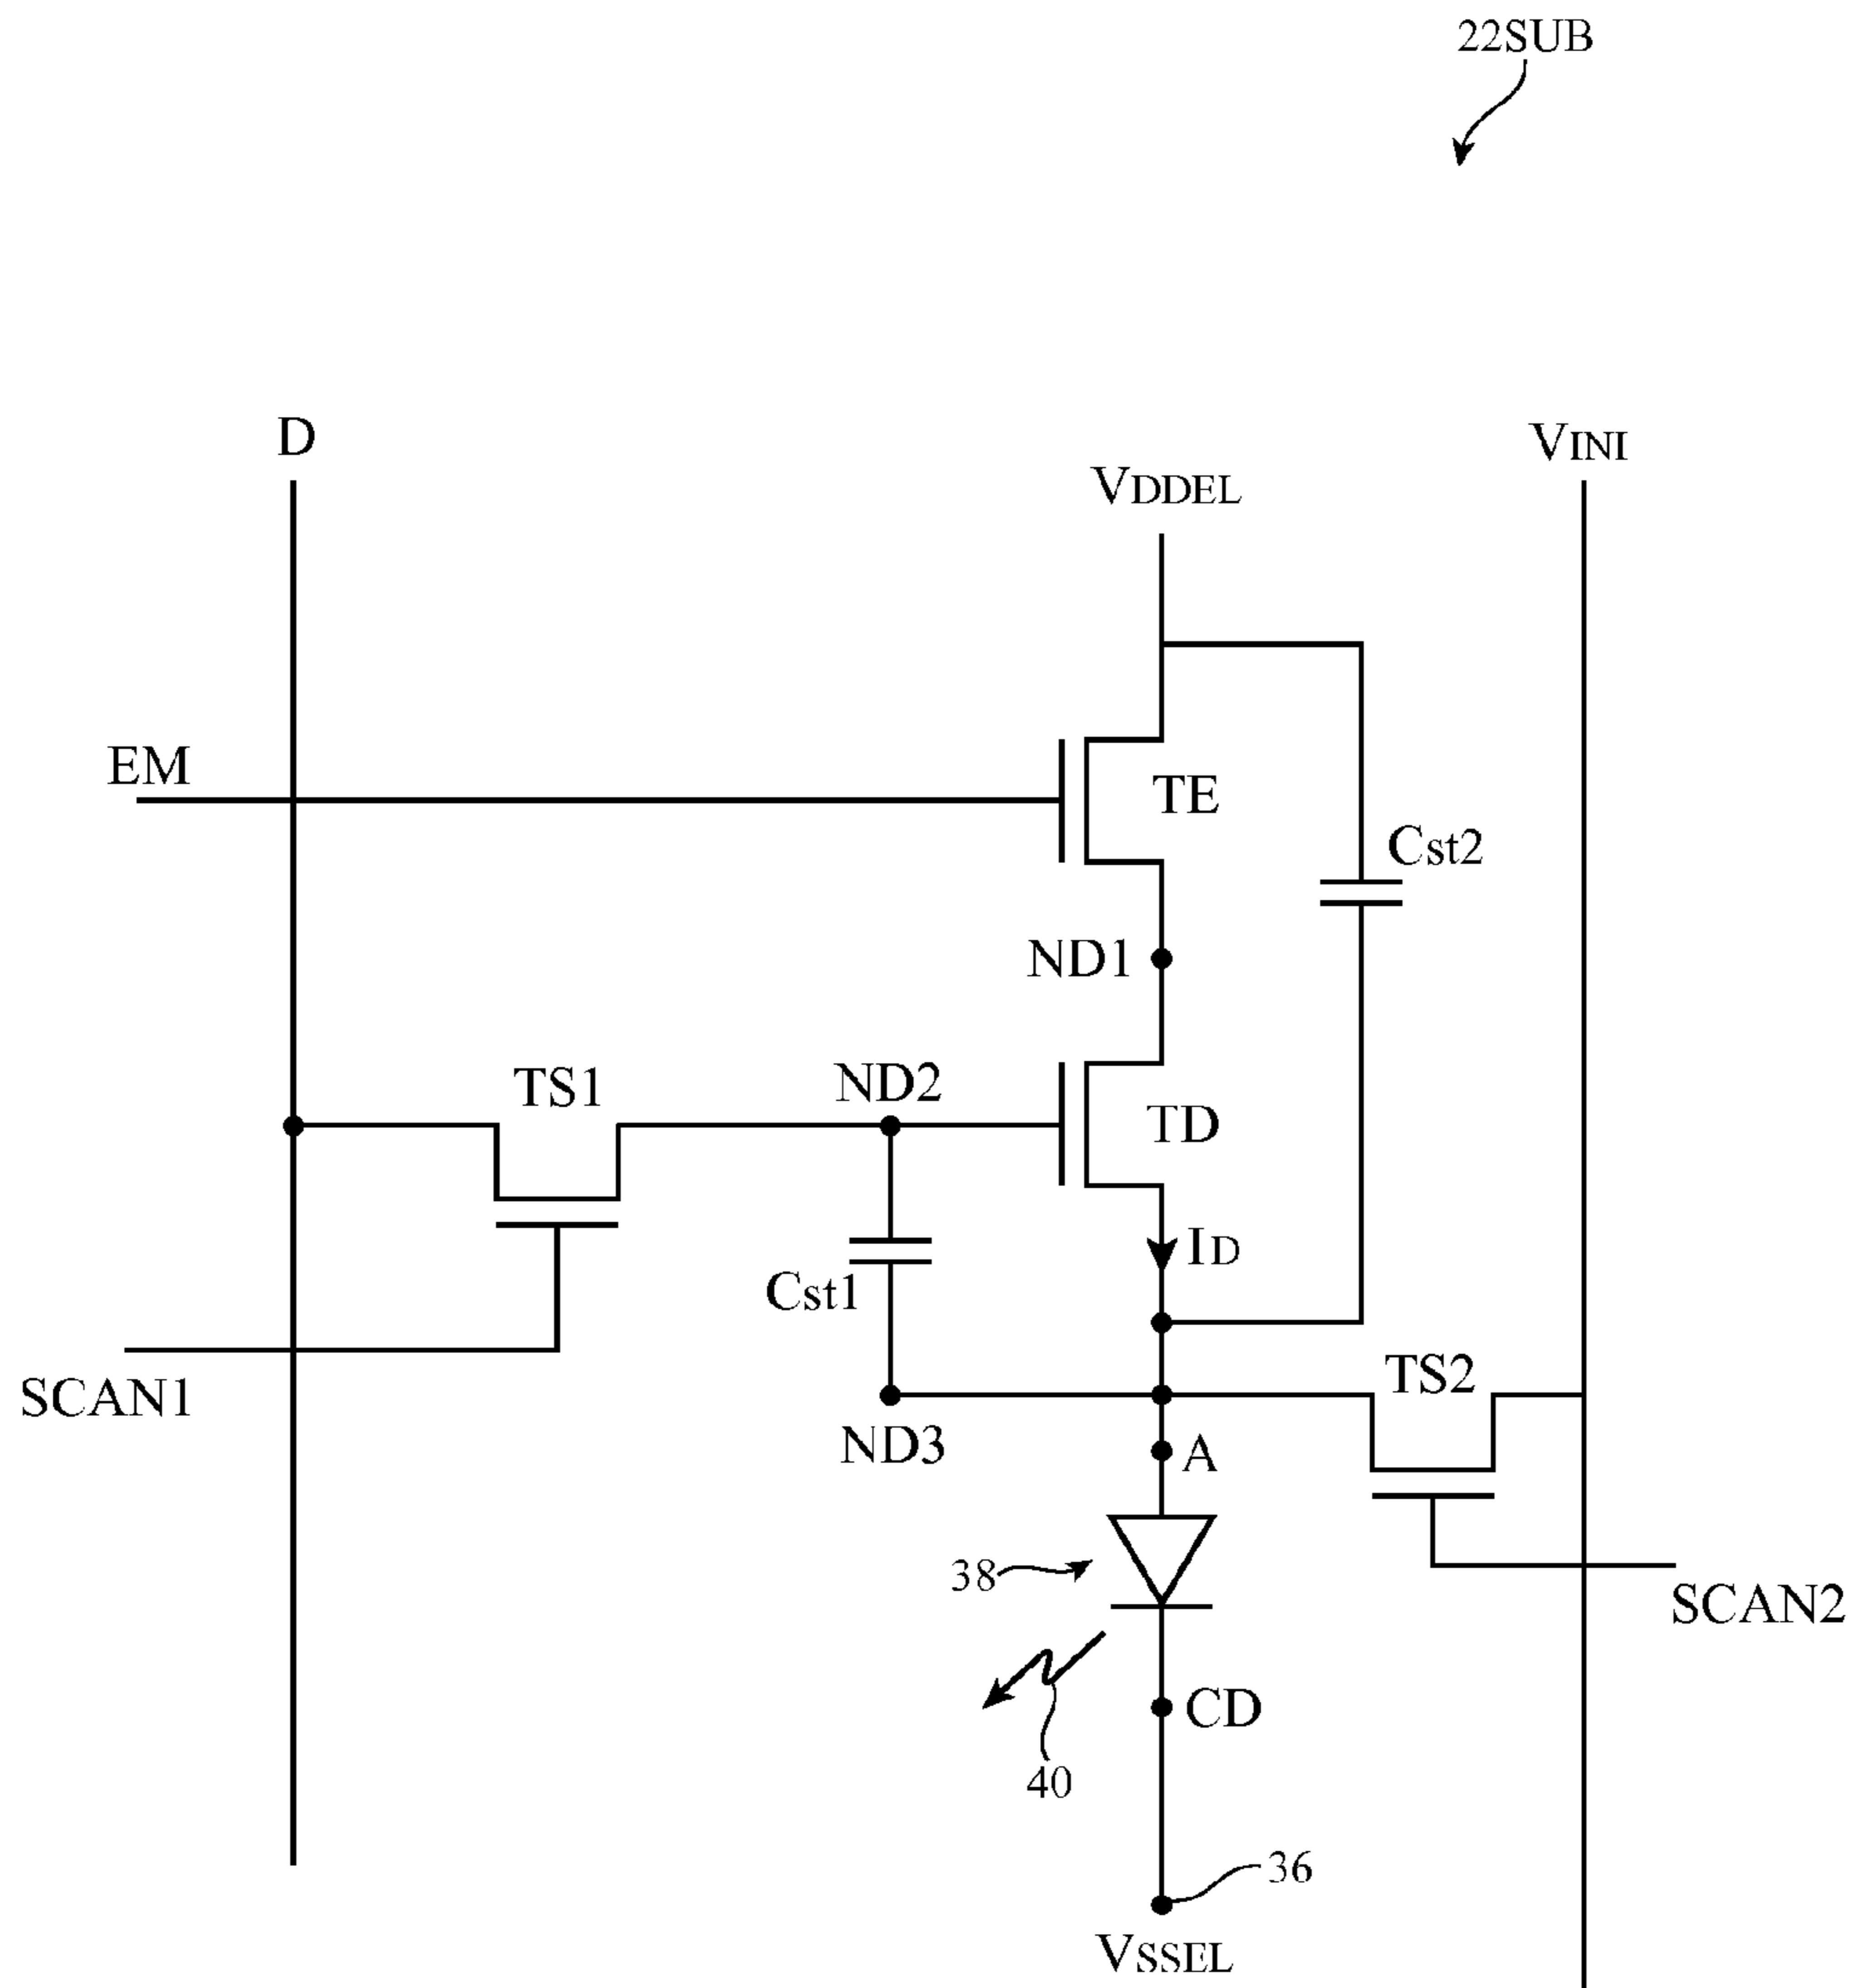 22SUB
D
VINI
VDDEL
EM
TE
Cst2
ND1
TS1
ND2
TD
ID
Cst1
TS2
SCAN1
ND3
A
38
SCAN2
CD
40
36
VSSEL